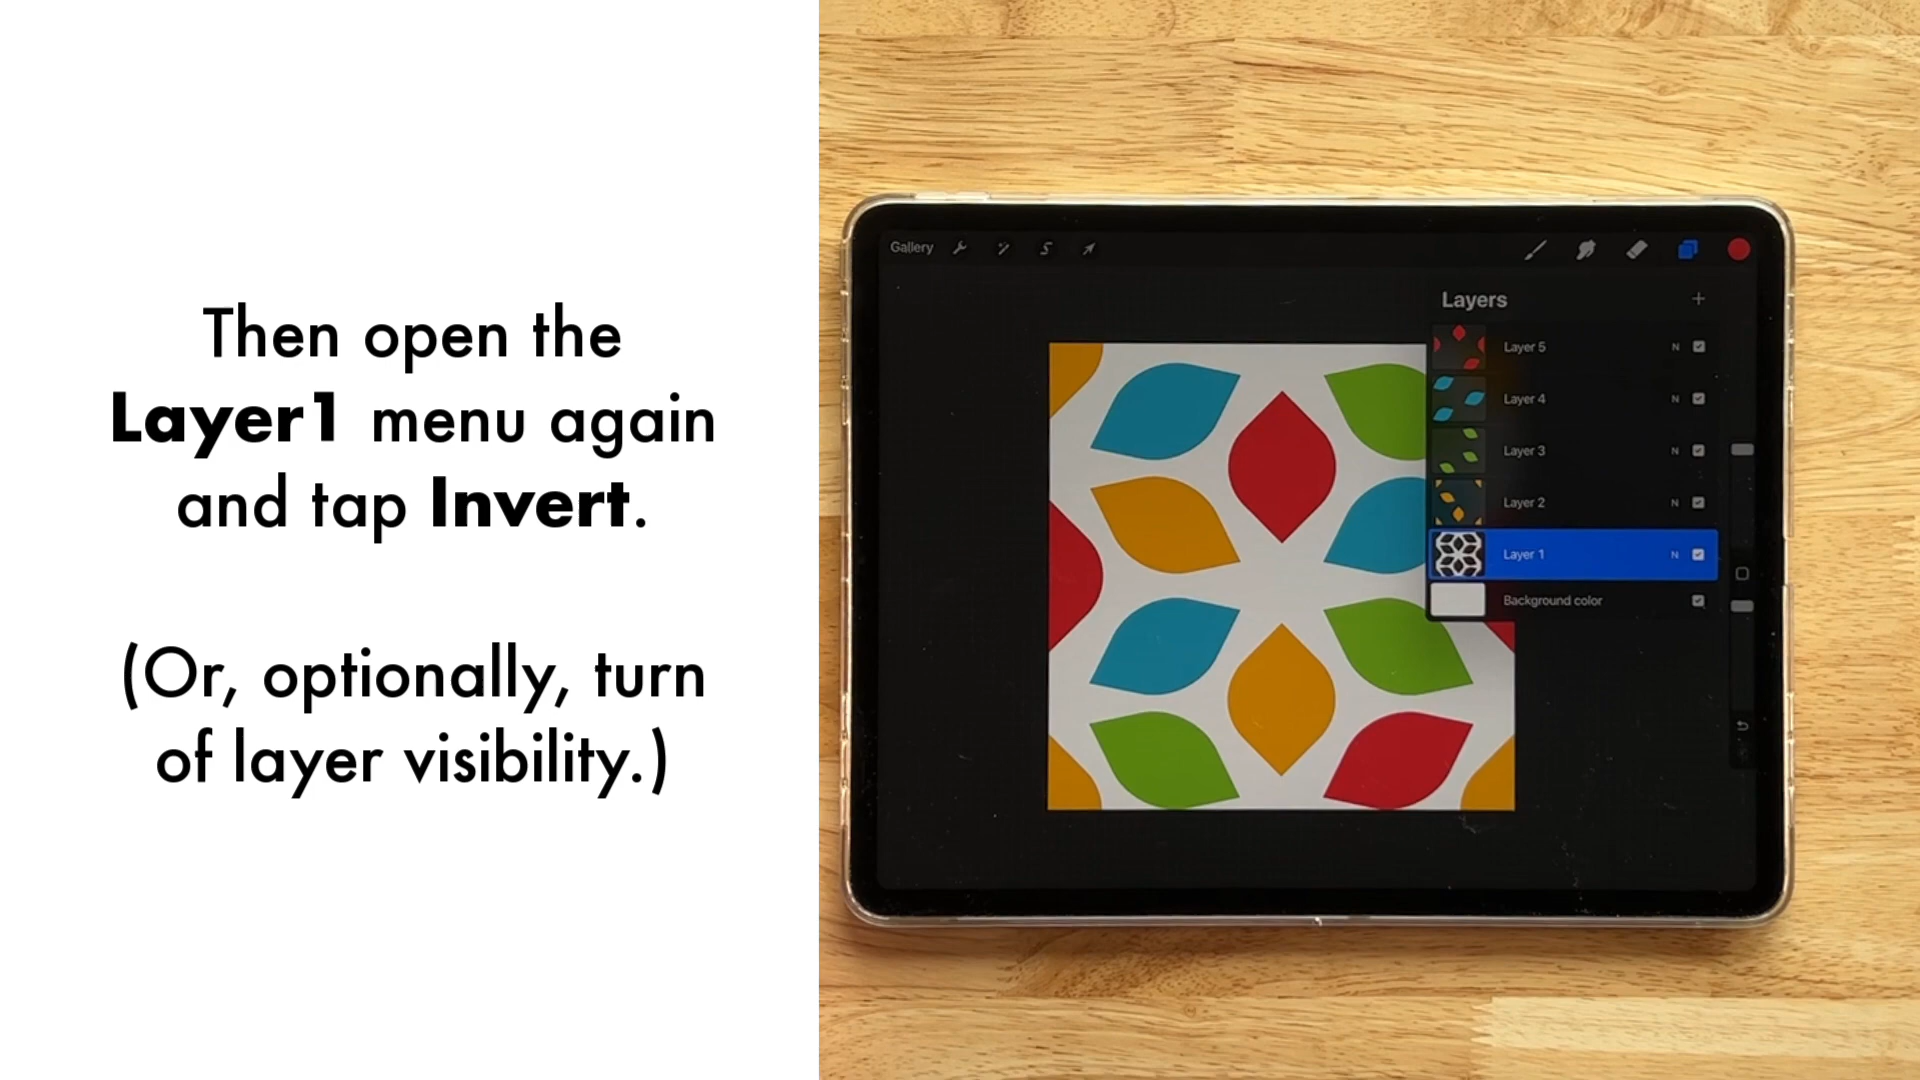 Then open the
Layer1 menu again
and tap Invert.
(Or, optionally, turn
of layer visibility.)
Gallery
Layers
Layer 5 N
Layer 4 N
Layer 3 N
Layer 2 N
Layer 1 N
Background color